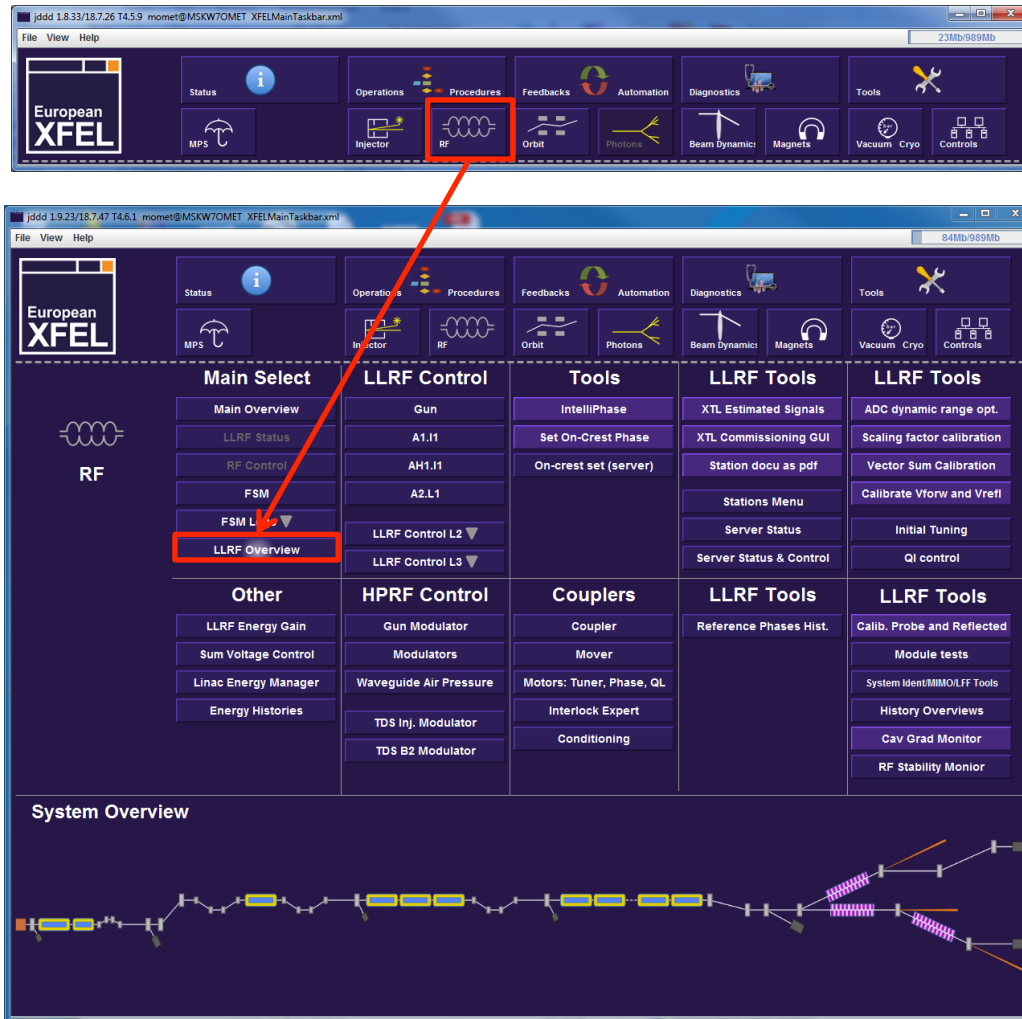 jddd 1.8.33/18.7.26 T4.5.9 momet@MSKW7OMET XFELMainTaskbar.xml
File View Help
23Mb/989Mb
European
XFEL
Status
Operations
Procedures
Feedbacks
Automation
Diagnostics
Tools
MPS
Injector
RF
Orbit
Photons
Beam Dynamics
Magnets
Vacuum Cryo
Controls
jddd 1.9.23/18.7.47 T4.6.1 momet@MSKW7OMET XFELMainTaskbar.xml
File View Help
84Mb/989Mb
European
XFEL
Status
Operations
Procedures
Feedbacks
Automation
Diagnostics
Tools
MPS
Injector
RF
Orbit
Photons
Beam Dynamics
Magnets
Vacuum Cryo
Controls
RF
Main Select
Main Overview
LLRF Status
RF Control
FSM
FSM
LLRF Overview
LLRF Control
Gun
A1.I1
AH1.I1
A2.L1
LLRF Control L2
LLRF Control L3
Tools
IntelliPhase
Set On-Crest Phase
On-crest set (server)
LLRF Tools
XTL Estimated Signals
XTL Commissioning GUI
Station docu as pdf
Stations Menu
Server Status
Server Status & Control
LLRF Tools
ADC dynamic range opt.
Scaling factor calibration
Vector Sum Calibration
Calibrate Vforw and Vrefl
Initial Tuning
Ql control
Other
LLRF Energy Gain
Sum Voltage Control
Linac Energy Manager
Energy Histories
HPRF Control
Gun Modulator
Modulators
Waveguide Air Pressure
TDS Inj. Modulator
TDS B2 Modulator
Couplers
Coupler
Mover
Motors: Tuner, Phase, QL
Interlock Expert
Conditioning
LLRF Tools
Reference Phases Hist.
LLRF Tools
Calib. Probe and Reflected
Module tests
System Ident/MIMO/LFF Tools
History Overviews
Cav Grad Monitor
RF Stability Monior
System Overview